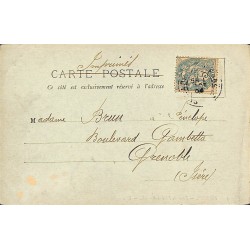 Imprimés
CARTE POSTALE
Ce côté est exclusivement réservé à l'adresse
Madame Brun
Boulevard Gambetta
Grenoble
(Isère)